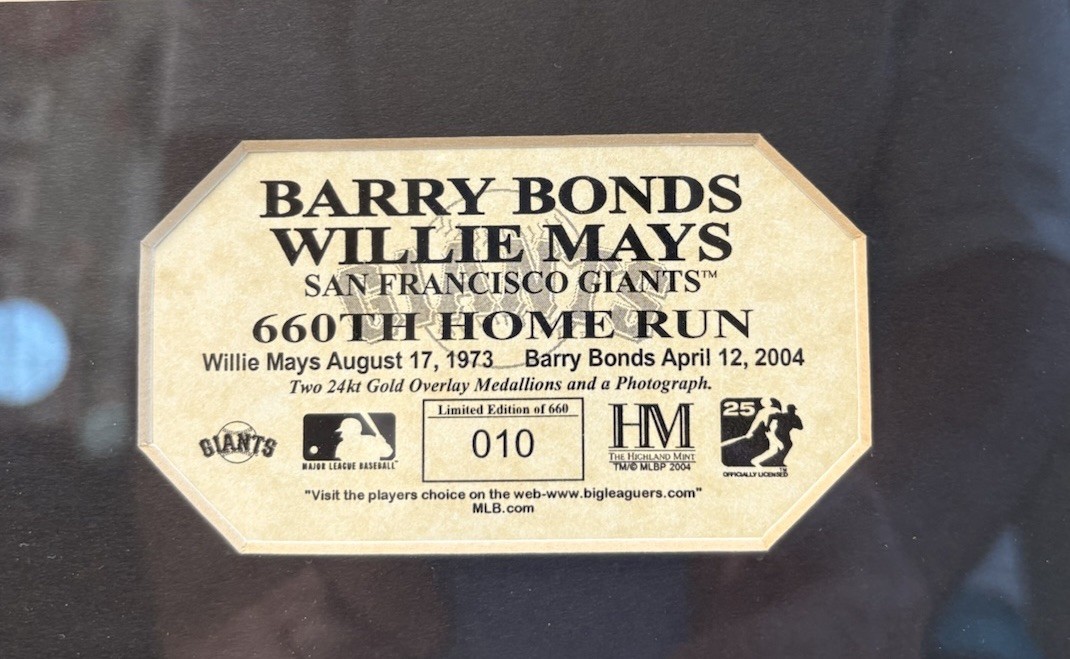 BARRY BONDS
WILLIE MAYS
SAN FRANCISCO GIANTS™
660TH HOME RUN
Willie Mays August 17, 1973 Barry Bonds April 12, 2004
Two 24kt Gold Overlay Medallions and a Photograph.
GIANTS
GIANTS
MAJOR LEAGUE BASEBALL
Limited Edition of 660
010
HM
THE HIGHLAND MINT
TM/© MLBP 2004
25
™
OFFICIALLY LICENSED
"Visit the players choice on the web-www.bigleaguers.com"
MLB.com